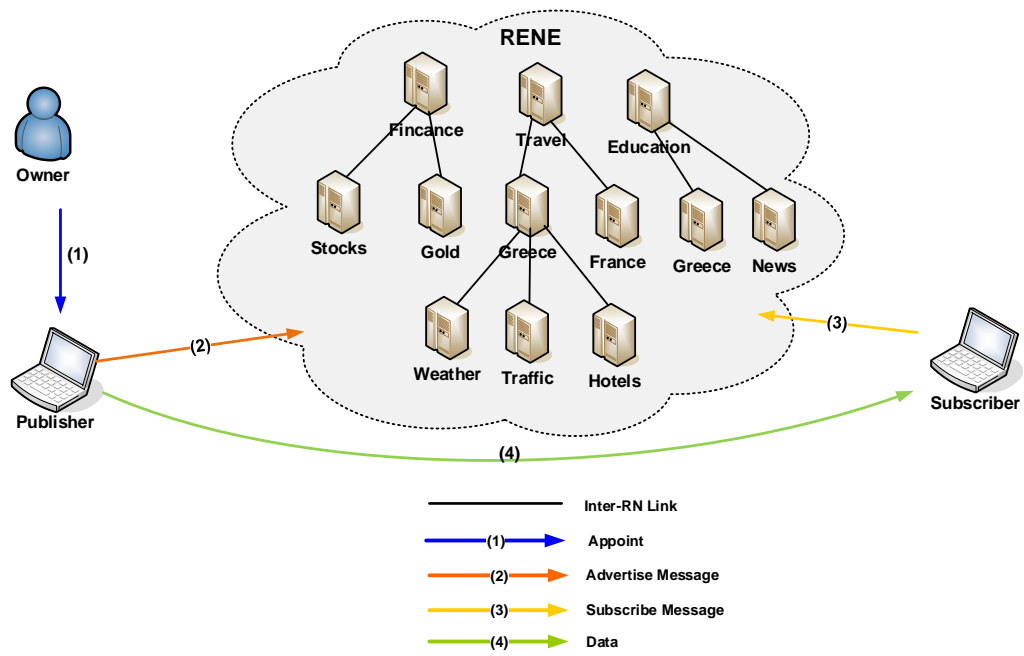 RENE
Fincance
Travel
Education
Owner
Stocks
Gold
Greece
France
Greece
News
(1)
(2)
(3)
Weather
Traffic
Hotels
Publisher
Subscriber
(4)
Inter-RN Link
(1) Appoint
(2) Advertise Message
(3) Subscribe Message
(4) Data